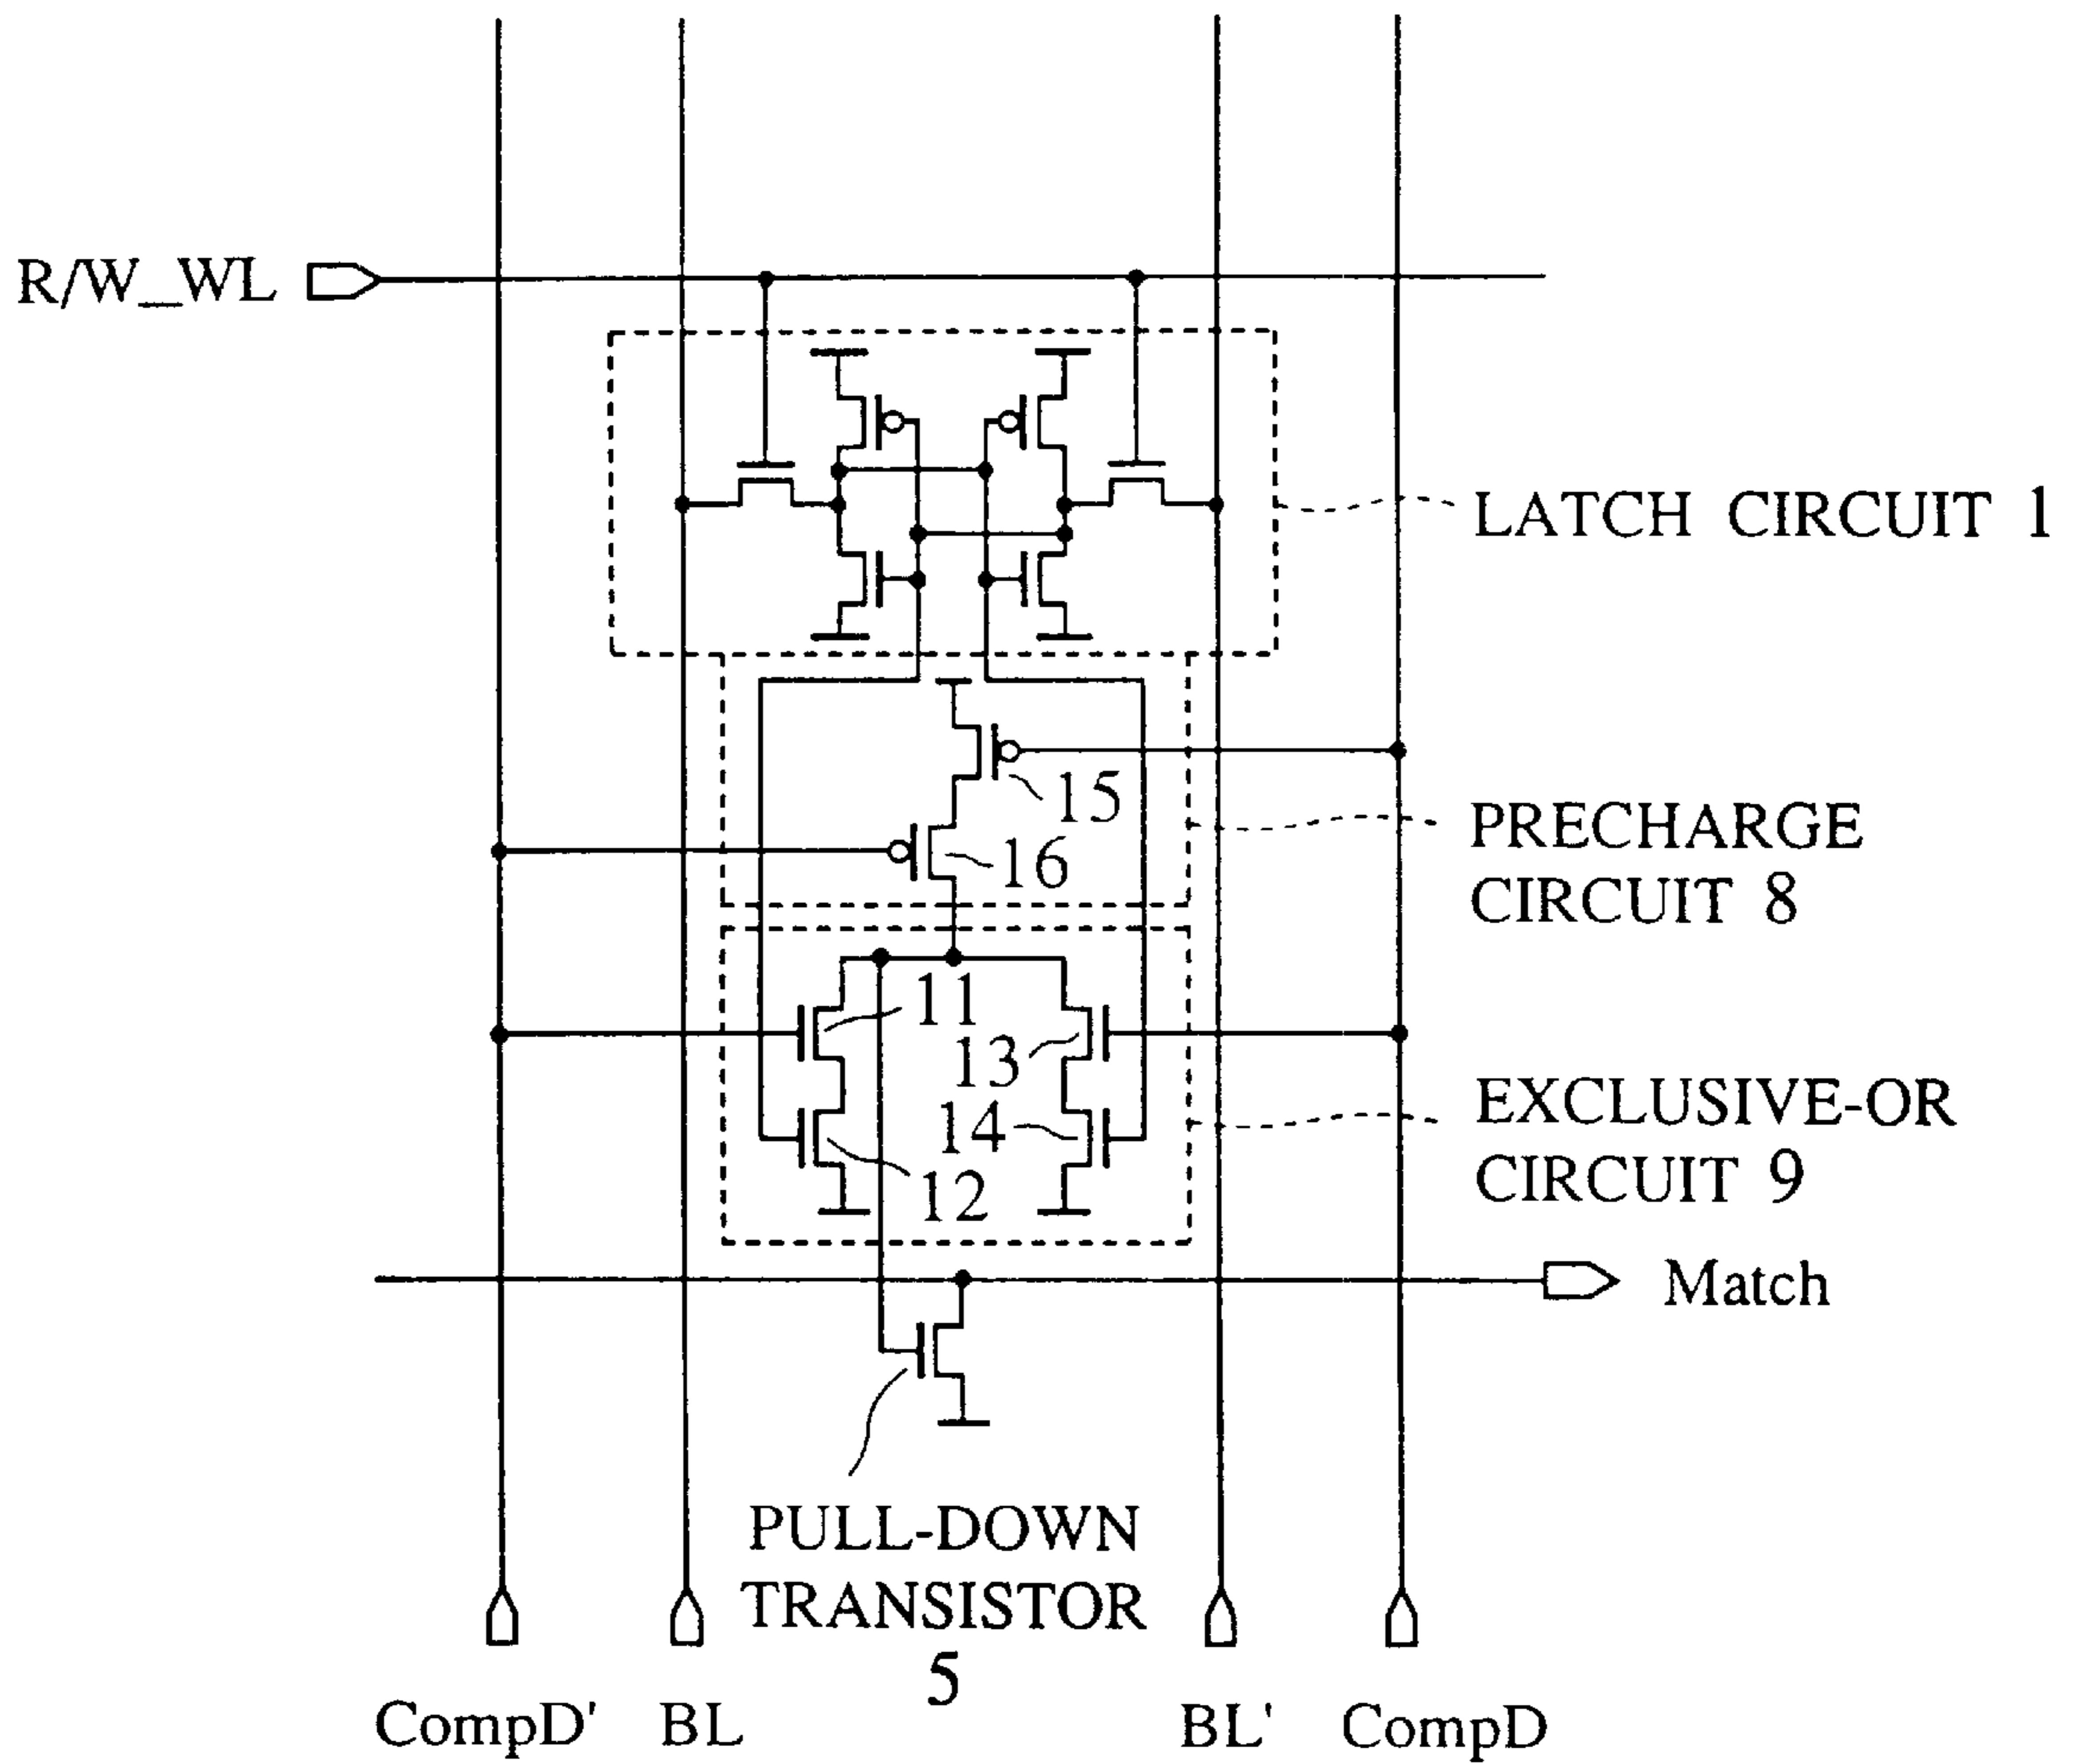 R/W_WL
LATCH CIRCUIT 1
15
PRECHARGE
CIRCUIT 8
16
11
13
EXCLUSIVE-OR
CIRCUIT 9
14
12
Match
PULL-DOWN
TRANSISTOR
5
CompD' BL BL' CompD